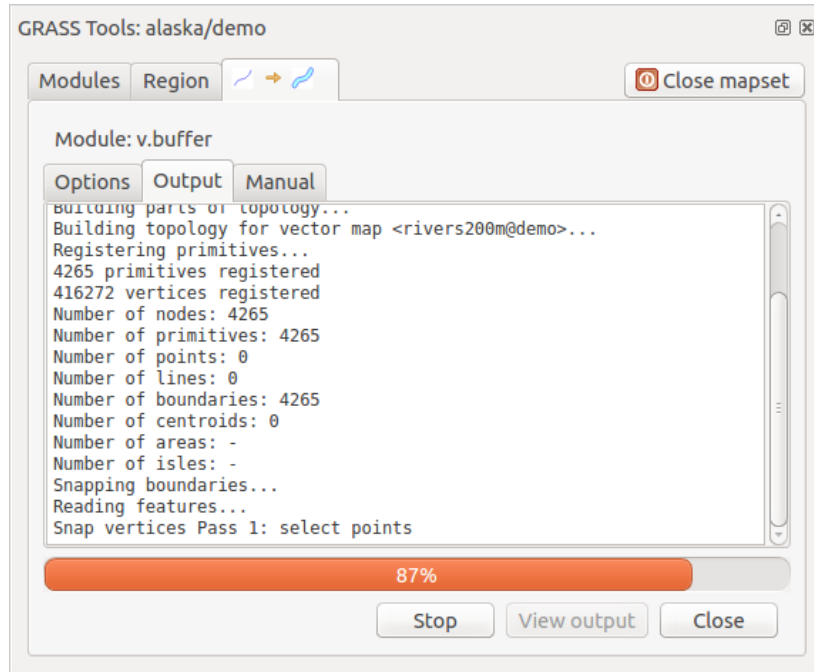 GRASS Tools: alaska/demo
Modules Region Close mapset
Module: v.buffer
Options Output Manual
Building parts of topology...
Building topology for vector map <rivers200m@demo>...
Registering primitives...
4265 primitives registered
416272 vertices registered
Number of nodes: 4265
Number of primitives: 4265
Number of points: 0
Number of lines: 0
Number of boundaries: 4265
Number of centroids: 0
Number of areas: -
Number of isles: -
Snapping boundaries...
Reading features...
Snap vertices Pass 1: select points
87%
Stop View output Close